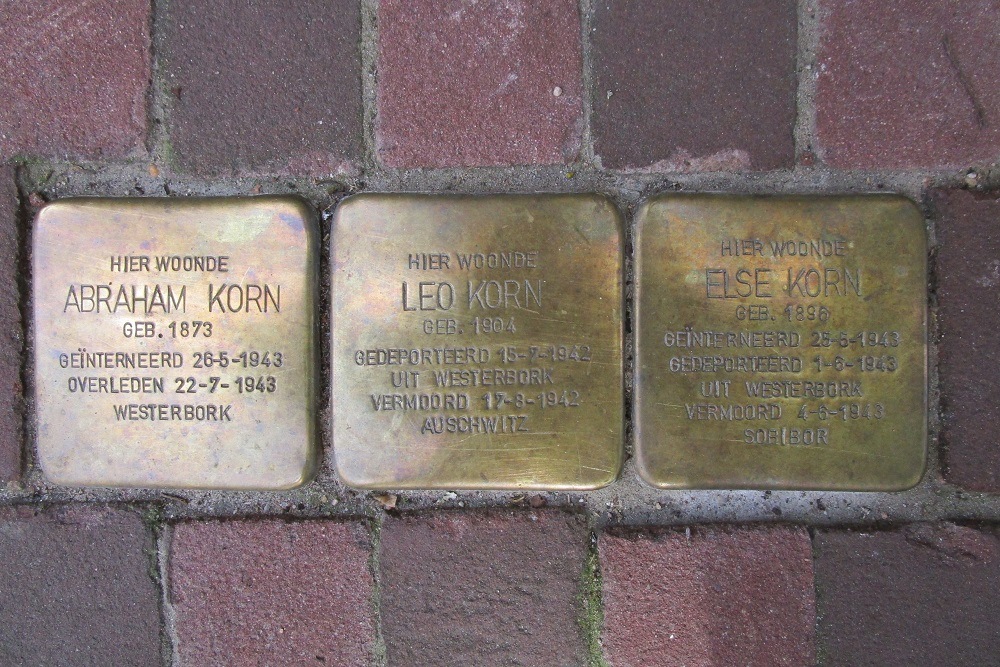 HIER WOONDE
ABRAHAM KORN
GEB. 1873
GEÏNTERNEERD 26-5-1943
OVERLEDEN 22-7-1943
WESTERBORK
HIER WOONDE
LEO KORN
GEB. 1904
GEDEPORTEERD 15-7-1942
UIT WESTERBORK
VERMOORD 17-8-1942
AUSCHWITZ
HIER WOONDE
ELSE KORN
GEB. 1896
GEÏNTERNEERD 25-5-1943
GEDEPORTEERD 1-6-1943
UIT WESTERBORK
VERMOORD 4-6-1943
SOBIBOR